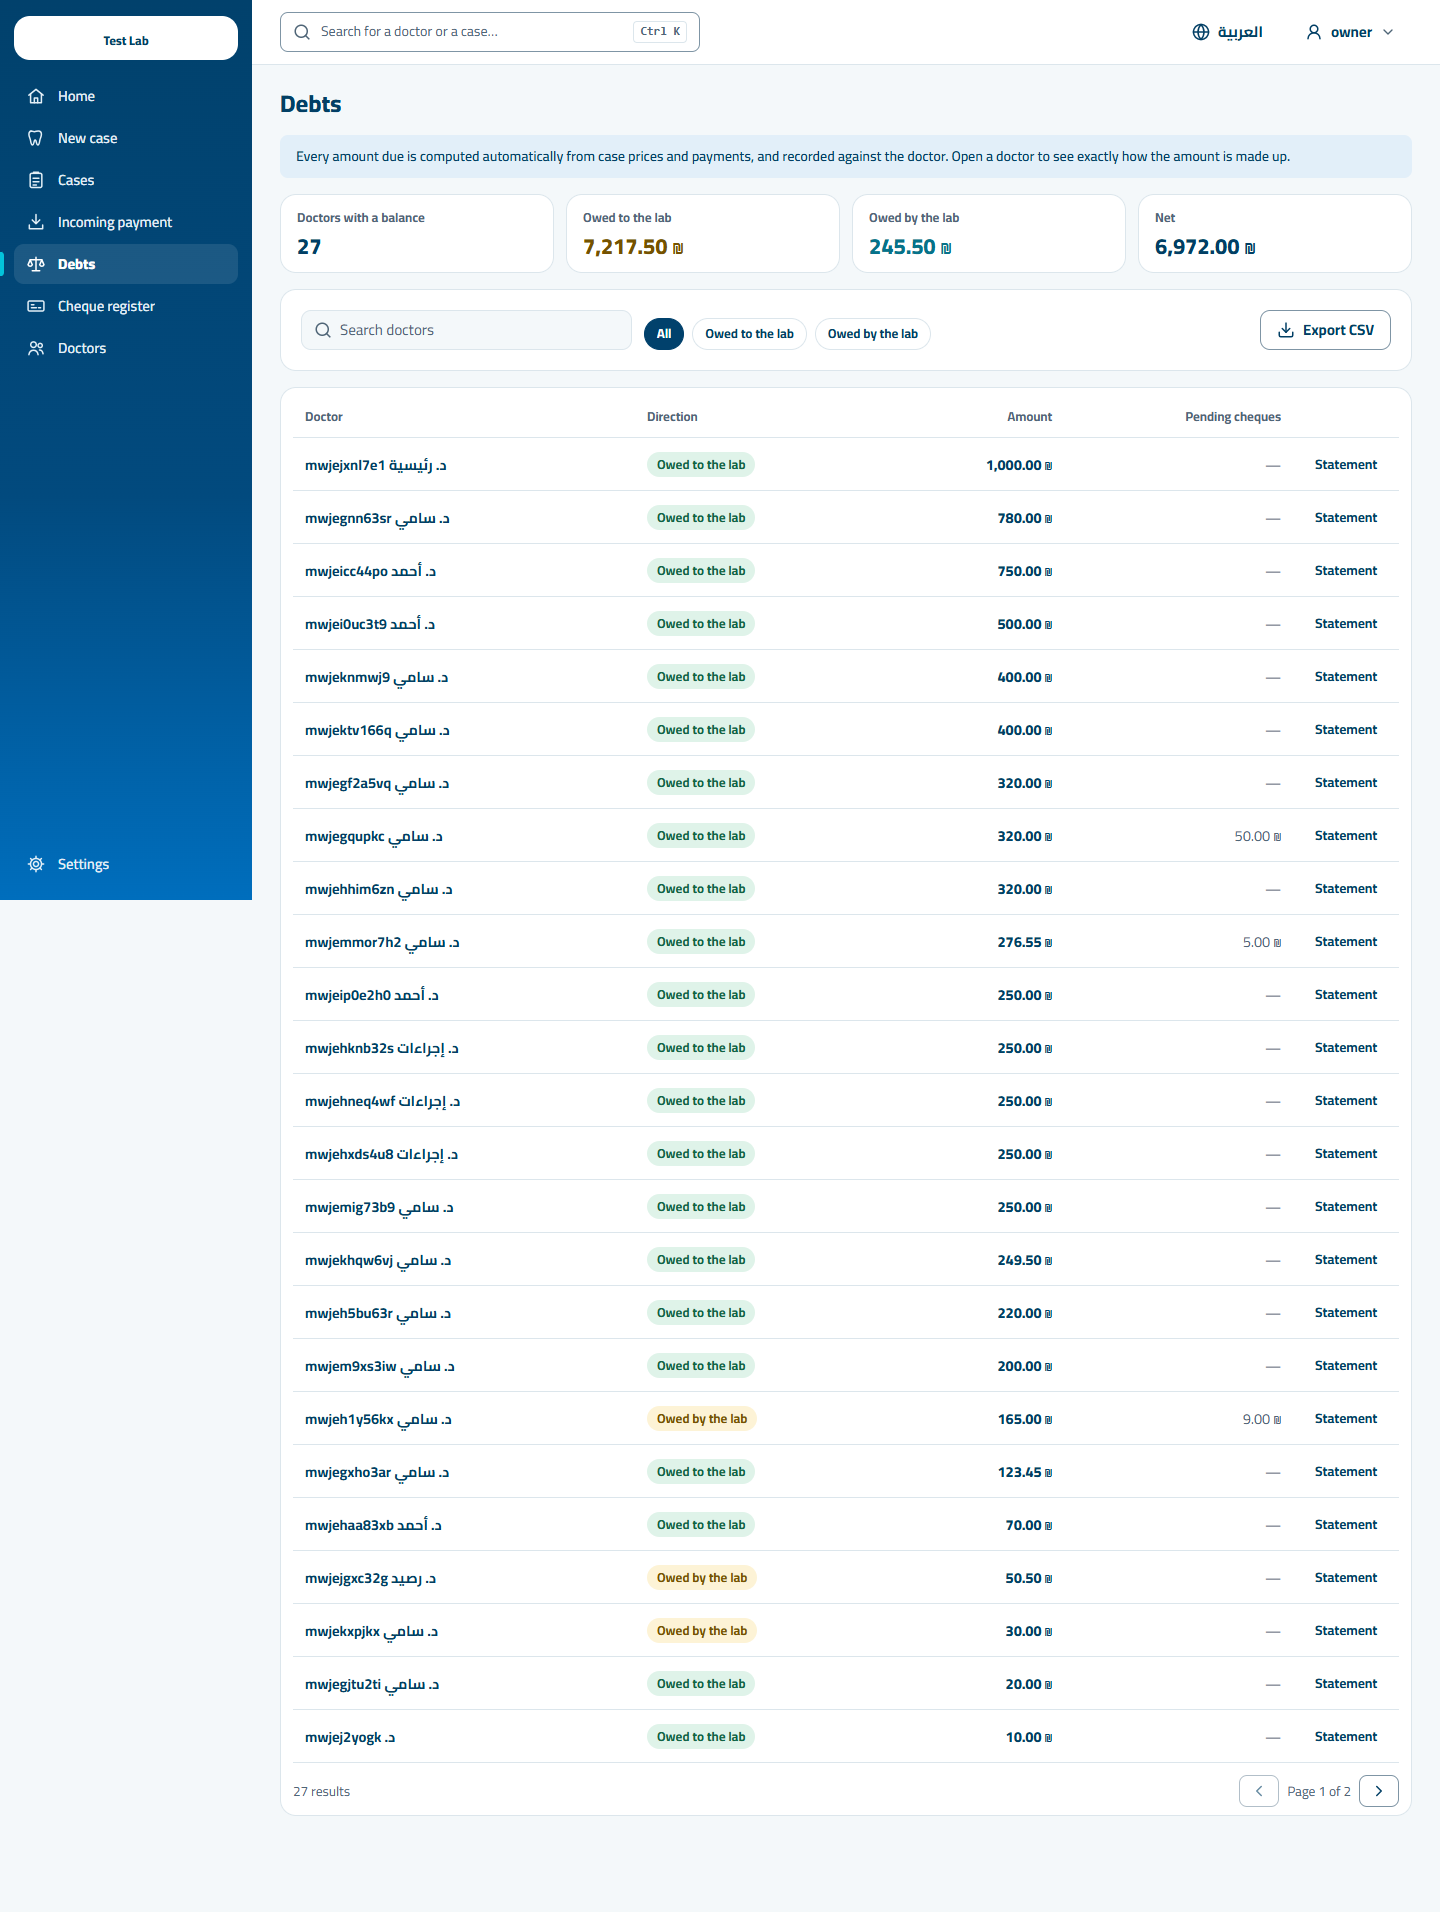 Test Lab
Home
New case
Cases
Incoming payment
Debts
Cheque register
Doctors
Settings
Search for a doctor or a case...
Ctrl K
العربية
owner
Debts
Every amount due is computed automatically from case prices and payments, and recorded against the doctor. Open a doctor to see exactly how the amount is made up.
Doctors with a balance
27
Owed to the lab
7,217.50 ₪
Owed by the lab
245.50 ₪
Net
6,972.00 ₪
Search doctors
All
Owed to the lab
Owed by the lab
Export CSV
Doctor Direction Amount Pending cheques
د. رئيسية mwjejxnl7e1 Owed to the lab 1,000.00 ₪ — Statement
د. سامي mwjegnn63sr Owed to the lab 780.00 ₪ — Statement
د. أحمد mwjeicc44po Owed to the lab 750.00 ₪ — Statement
د. أحمد mwjei0uc3t9 Owed to the lab 500.00 ₪ — Statement
د. سامي mwjeknmwj9 Owed to the lab 400.00 ₪ — Statement
د. سامي mwjektv166q Owed to the lab 400.00 ₪ — Statement
د. سامي mwjegf2a5vq Owed to the lab 320.00 ₪ — Statement
د. سامي mwjegqupkc Owed to the lab 320.00 ₪ 50.00 ₪ Statement
د. سامي mwjehhim6zn Owed to the lab 320.00 ₪ — Statement
د. سامي mwjemmor7h2 Owed to the lab 276.55 ₪ 5.00 ₪ Statement
د. أحمد mwjeip0e2h0 Owed to the lab 250.00 ₪ — Statement
د. إجراءات mwjehknb32s Owed to the lab 250.00 ₪ — Statement
د. إجراءات mwjehneq4wf Owed to the lab 250.00 ₪ — Statement
د. إجراءات mwjehxds4u8 Owed to the lab 250.00 ₪ — Statement
د. سامي mwjemig73b9 Owed to the lab 250.00 ₪ — Statement
د. سامي mwjekhqw6vj Owed to the lab 249.50 ₪ — Statement
د. سامي mwjeh5bu63r Owed to the lab 220.00 ₪ — Statement
د. سامي mwjem9xs3iw Owed to the lab 200.00 ₪ — Statement
د. سامي mwjeh1y56kx Owed by the lab 165.00 ₪ 9.00 ₪ Statement
د. سامي mwjegxho3ar Owed to the lab 123.45 ₪ — Statement
د. أحمد mwjehaa83xb Owed to the lab 70.00 ₪ — Statement
د. رصيد mwjejgxc32g Owed by the lab 50.50 ₪ — Statement
د. سامي mwjekxpjkx Owed by the lab 30.00 ₪ — Statement
د. سامي mwjegjtu2ti Owed to the lab 20.00 ₪ — Statement
د. mwjej2yogk Owed to the lab 10.00 ₪ — Statement
27 results
Page 1 of 2